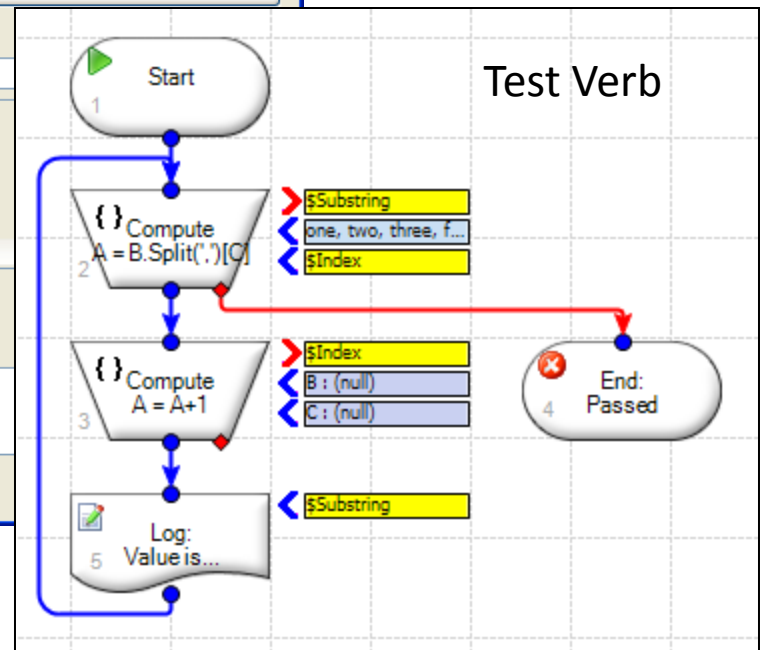 Test Verb
Start
1
{ } Compute
A = B.Split(',')[C]
2
$Substring
one, two, three, f...
$Index
{ } Compute
A = A+1
3
$Index
B : (null)
C : (null)
End:
Passed
4
Log:
Value is...
5
$Substring